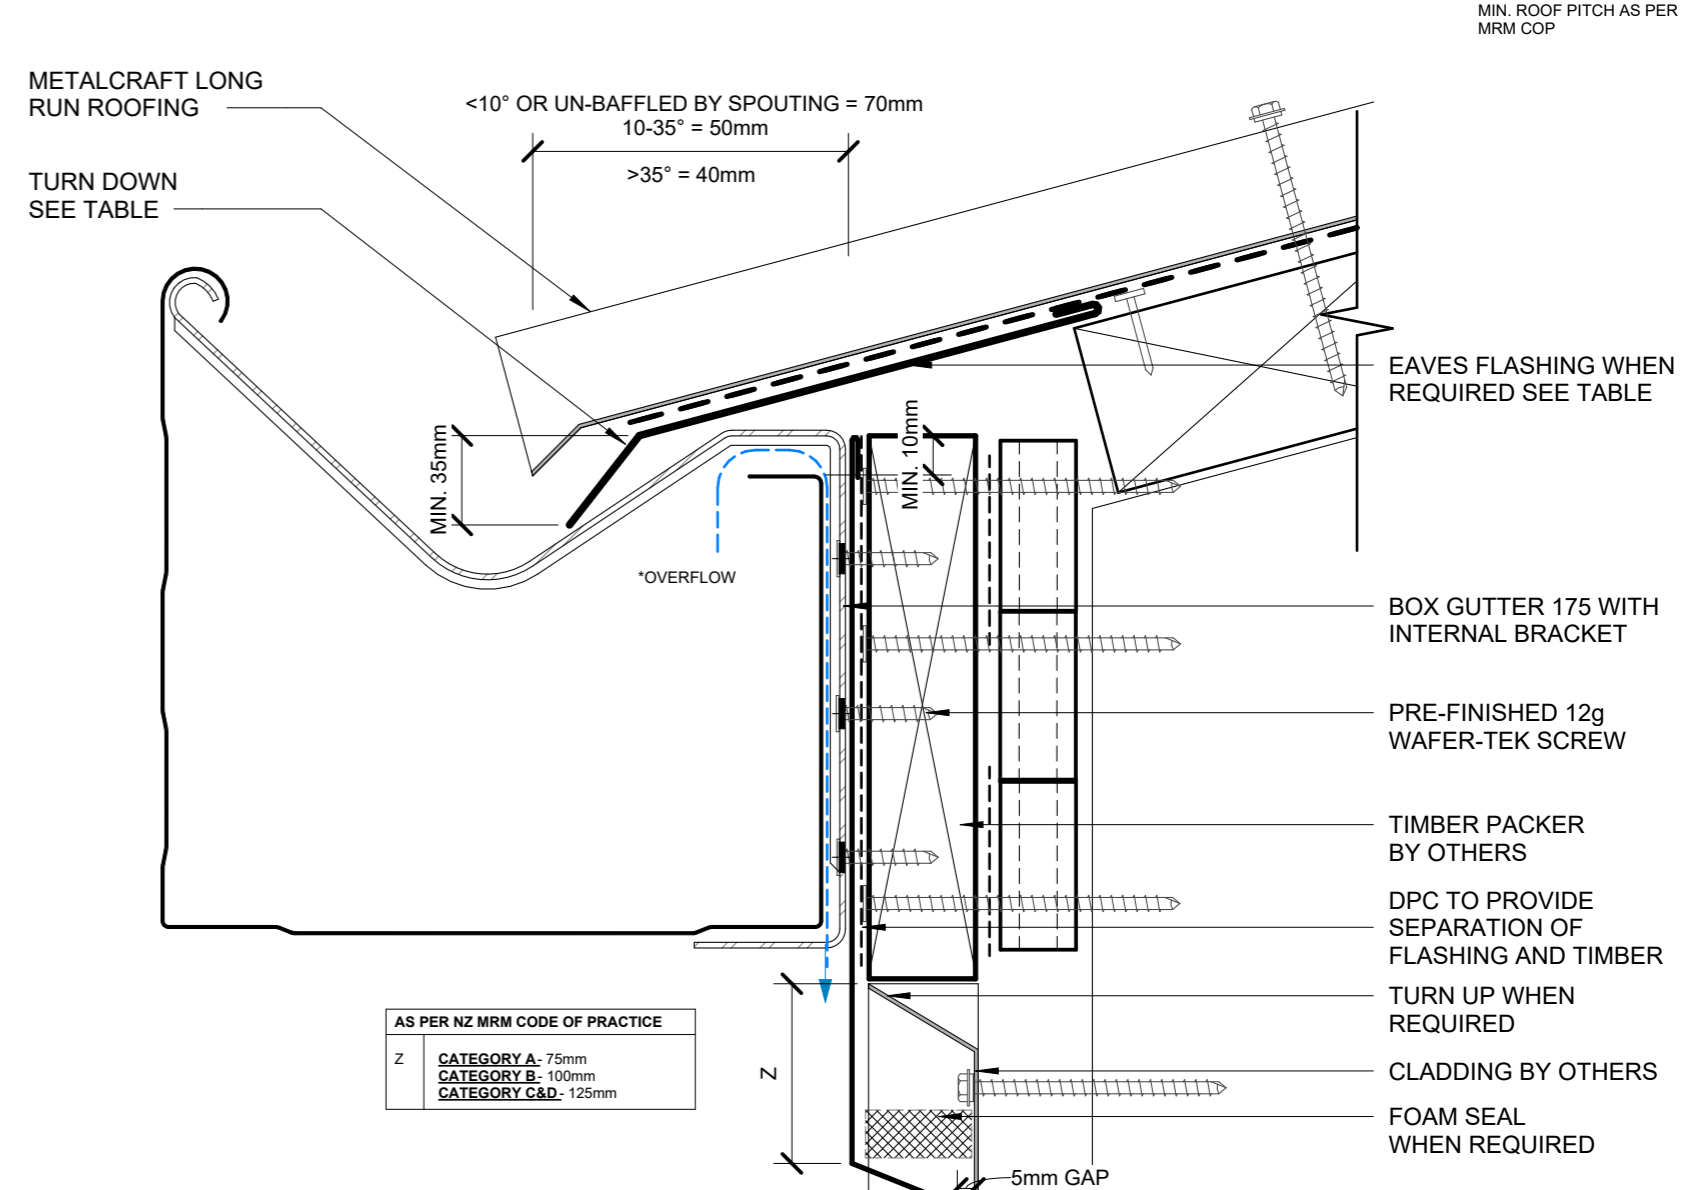 MIN. ROOF PITCH AS PER
MRM COP
METALCRAFT LONG
RUN ROOFING
<10° OR UN-BAFFLED BY SPOUTING = 70mm
10-35° = 50mm
>35° = 40mm
TURN DOWN
SEE TABLE
EAVES FLASHING WHEN
REQUIRED SEE TABLE
MIN. 35mm
MIN. 10mm
*OVERFLOW
BOX GUTTER 175 WITH
INTERNAL BRACKET
PRE-FINISHED 12g
WAFER-TEK SCREW
TIMBER PACKER
BY OTHERS
DPC TO PROVIDE
SEPARATION OF
FLASHING AND TIMBER
TURN UP WHEN
REQUIRED
AS PER NZ MRM CODE OF PRACTICE
Z CATEGORY A - 75mm
CATEGORY B - 100mm
CATEGORY C&D - 125mm
Z
CLADDING BY OTHERS
FOAM SEAL
WHEN REQUIRED
5mm GAP